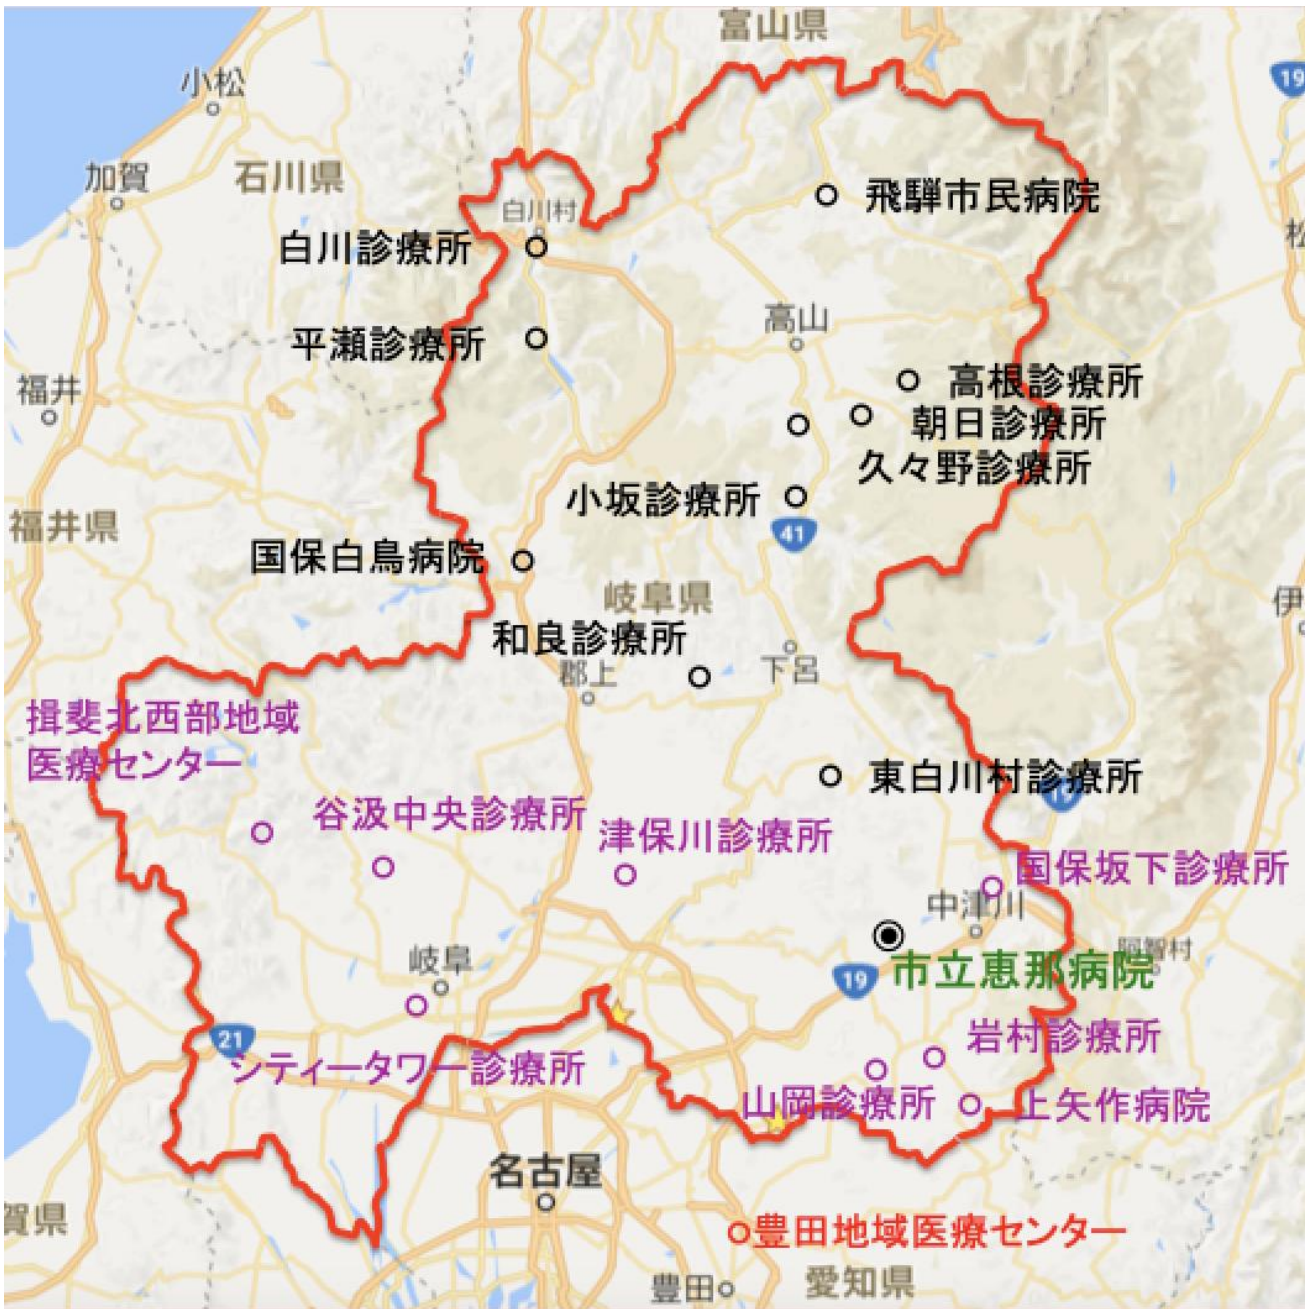 富山県
小松
19
加賀
石川県
飛騨市民病院
白川村
白川診療所
高山
平瀬診療所
福井
高根診療所
朝日診療所
久々野診療所
小坂診療所
福井県
41
国保白鳥病院
岐阜県
伊
和良診療所
郡上
下呂
揖斐北西部地域
医療センター
東白川村診療所
19
谷汲中央診療所
津保川診療所
国保坂下診療所
中津川
岐阜
阿智村
19
市立恵那病院
21
岩村診療所
シティータワー診療所
山岡診療所
上矢作病院
名古屋
賀県
豊田地域医療センター
豊田
愛知県